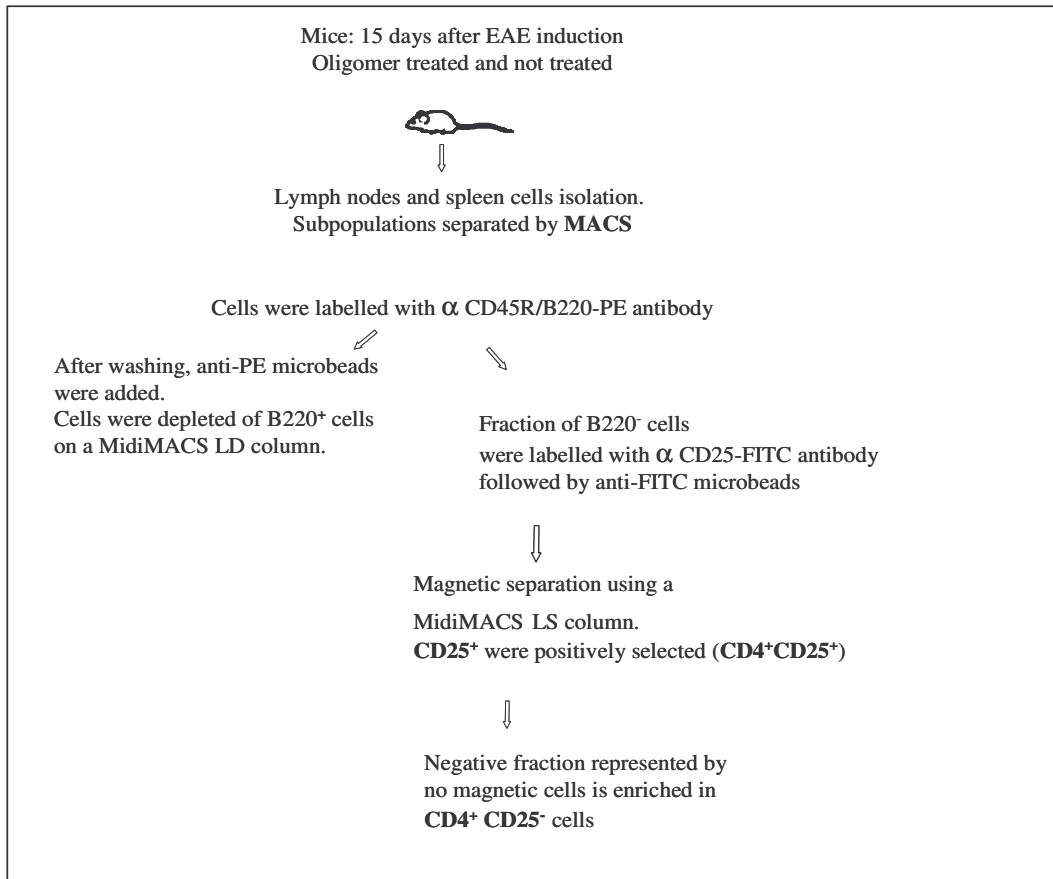 Mice: 15 days after EAE induction
Oligomer treated and not treated
Lymph nodes and spleen cells isolation.
Subpopulations separated by MACS
Cells were labelled with α CD45R/B220-PE antibody
After washing, anti-PE microbeads
were added.
Cells were depleted of B220⁺ cells
on a MidiMACS LD column.
Fraction of B220⁻ cells
were labelled with α CD25-FITC antibody
followed by anti-FITC microbeads
Magnetic separation using a
MidiMACS LS column.
CD25⁺ were positively selected (CD4⁺CD25⁺)
Negative fraction represented by
no magnetic cells is enriched in
CD4⁺ CD25⁻ cells